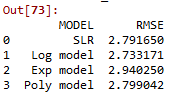 Out[73]:
MODEL RMSE
0 SLR 2.791650
1 Log model 2.733171
2 Exp model 2.940250
3 Poly model 2.799042